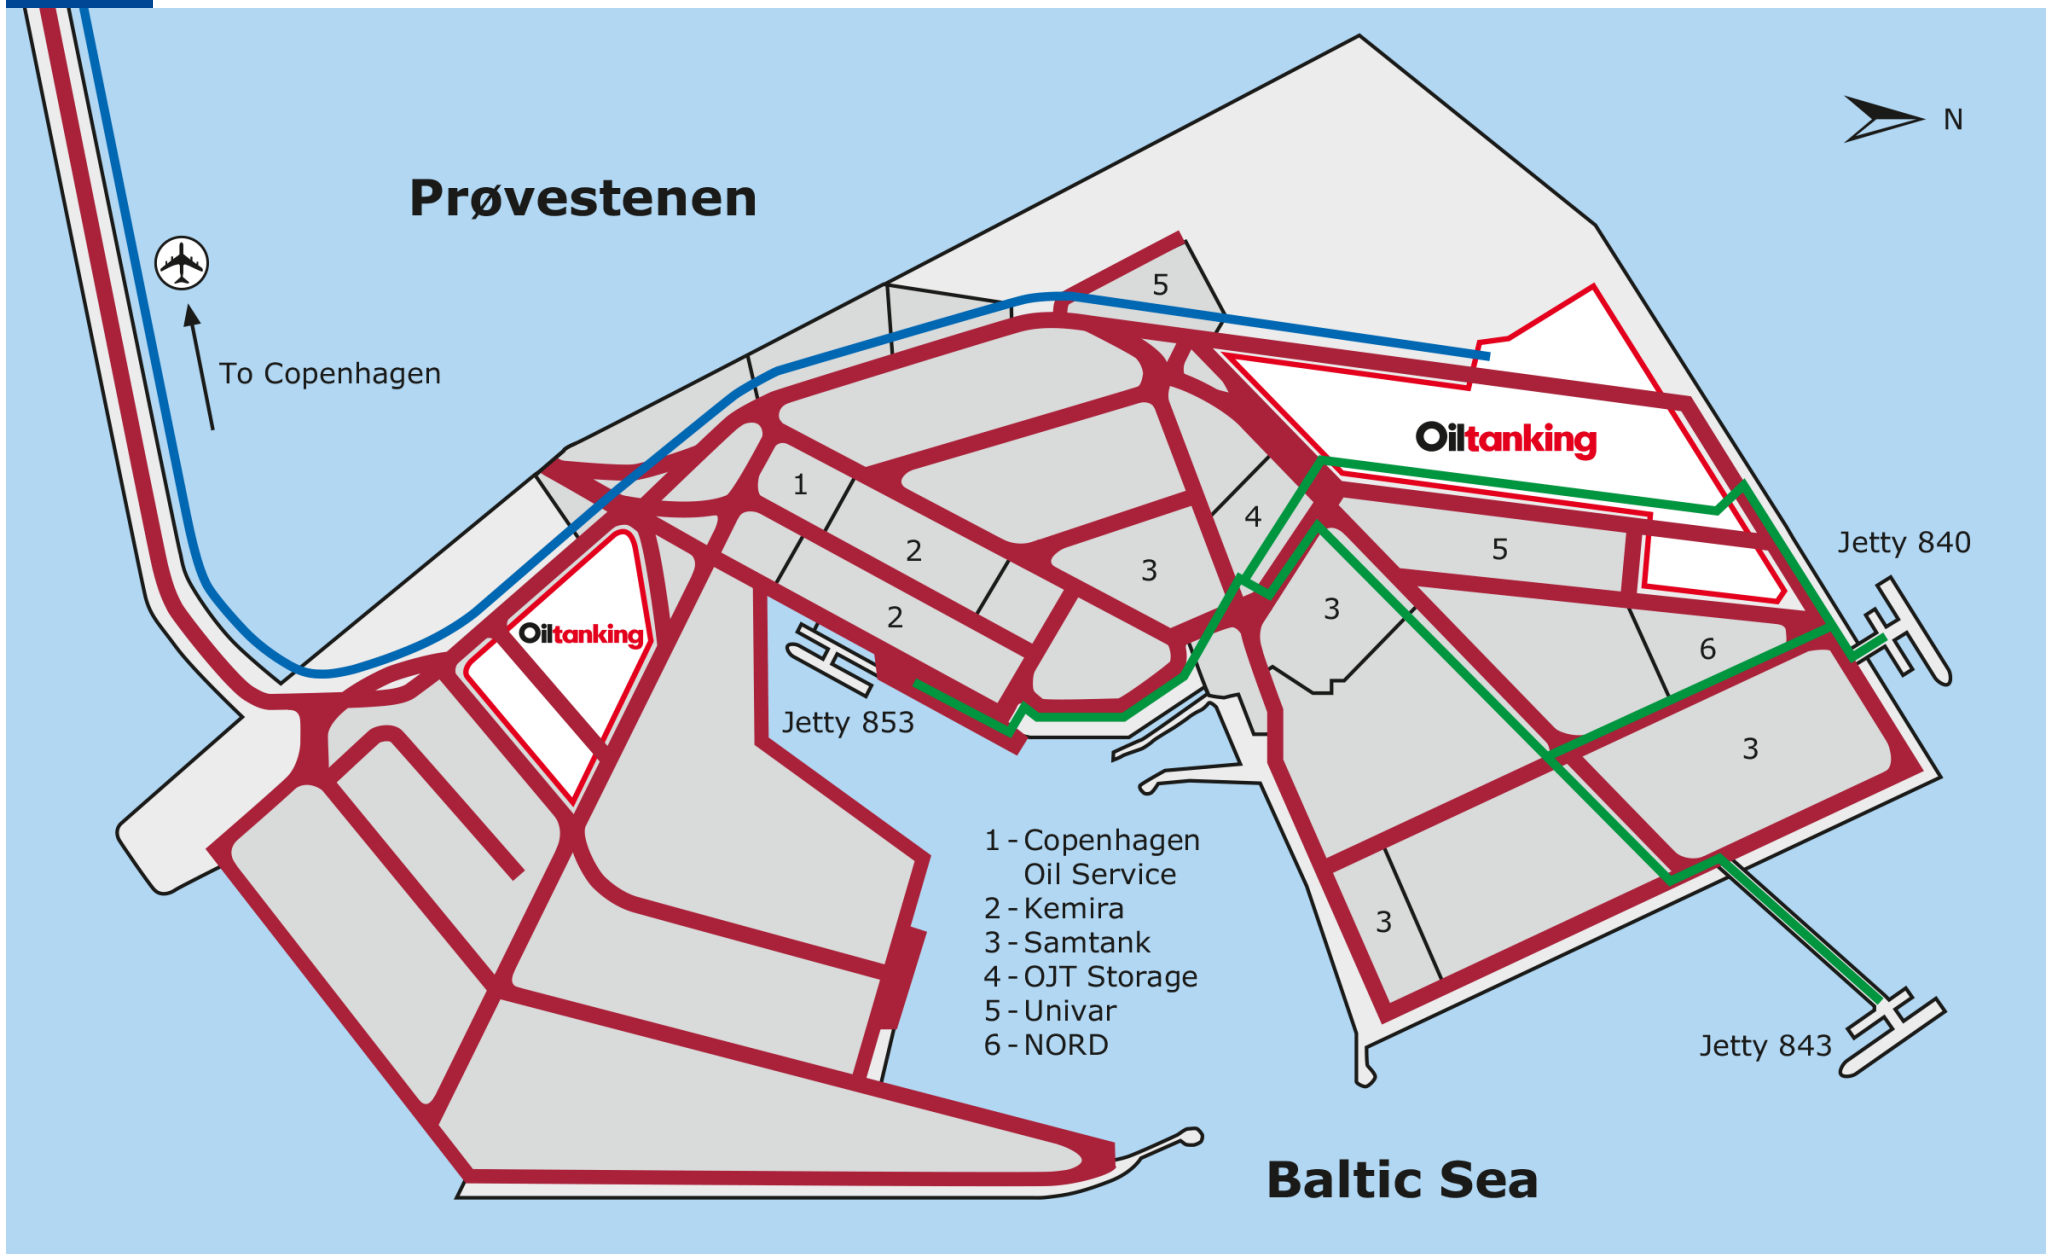 N
Prøvestenen
5
To Copenhagen
Oiltanking
1
4
Jetty 840
2
5
3
3
2
Oiltanking
6
Jetty 853
3
1 - Copenhagen
Oil Service
2 - Kemira
3 - Samtank
3
4 - OJT Storage
5 - Univar
6 - NORD
Jetty 843
Baltic Sea